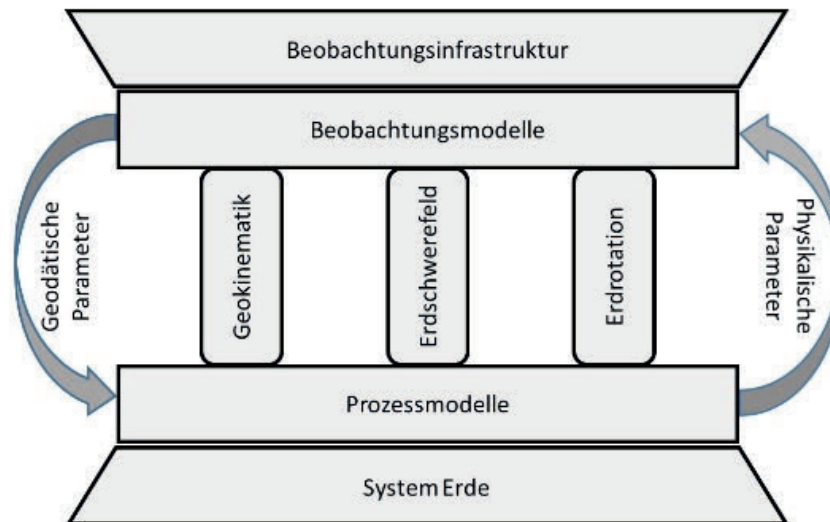 Beobachtungsinfrastruktur
Beobachtungsmodelle
Geodätische
Parameter
Geokinematik
Erdschwerefeld
Erdrotation
Physikalische
Parameter
Prozessmodelle
System Erde